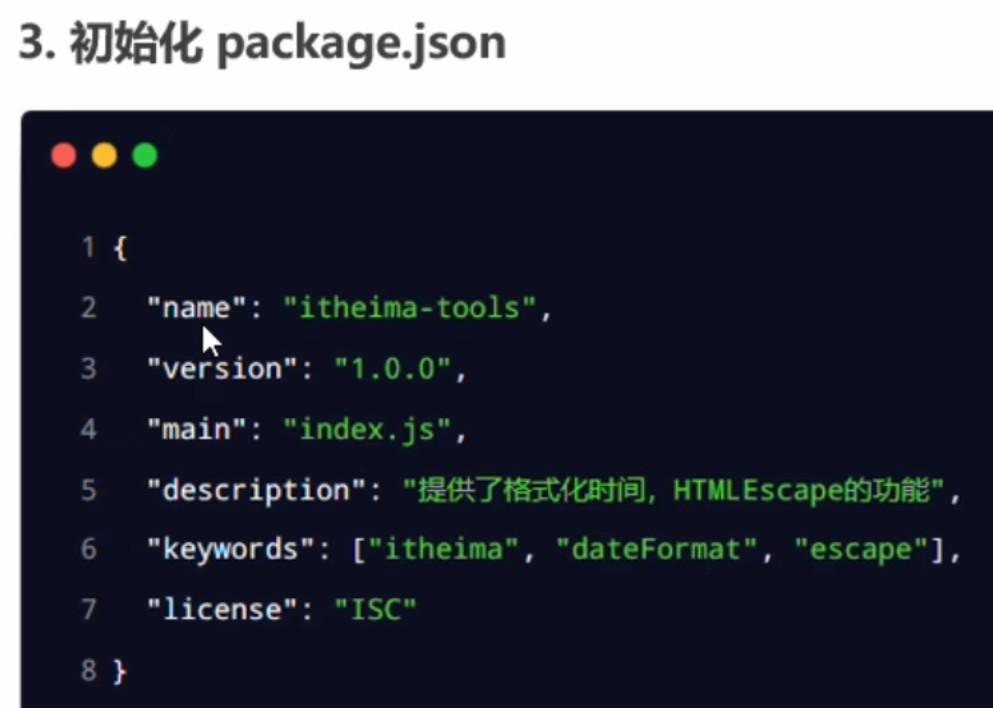 3. 初始化 package.json
1 {
2 "name": "itheima-tools",
3 "version": "1.0.0",
4 "main": "index.js",
5 "description": "提供了格式化时间，HTMLEscape的功能",
6 "keywords": ["itheima", "dateFormat", "escape"],
7 "license": "ISC"
8 }